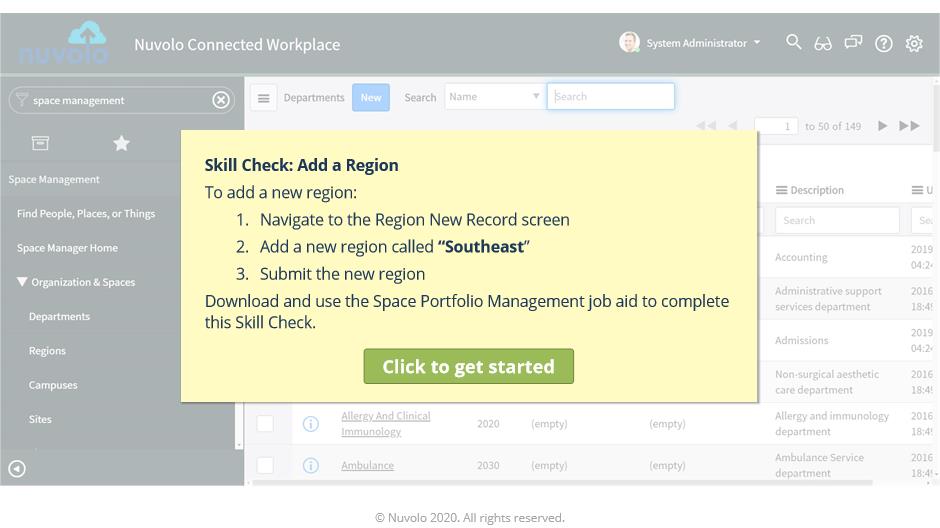 nuvolo
Nuvolo Connected Workplace
System Administrator
space management
Departments
New
Search
Name
Search
1 to 50 of 149
Space Management
Find People, Places, or Things
Space Manager Home
Organization & Spaces
Departments
Regions
Campuses
Sites
Skill Check: Add a Region
To add a new region:
1. Navigate to the Region New Record screen
2. Add a new region called “Southeast”
3. Submit the new region
Download and use the Space Portfolio Management job aid to complete
this Skill Check.
Click to get started
Description U
Search Sea
Accounting 2019
04:24
Administrative support 2016
services department 18:49
Admissions 2019
04:24
Non-surgical aesthetic 2016
care department 18:49
Allergy And Clinical
Immunology
2020 (empty) (empty)
Allergy and immunology 2016
department 18:49
Ambulance 2030 (empty) (empty)
Ambulance Service 2016
department 18:49
© Nuvolo 2020. All rights reserved.